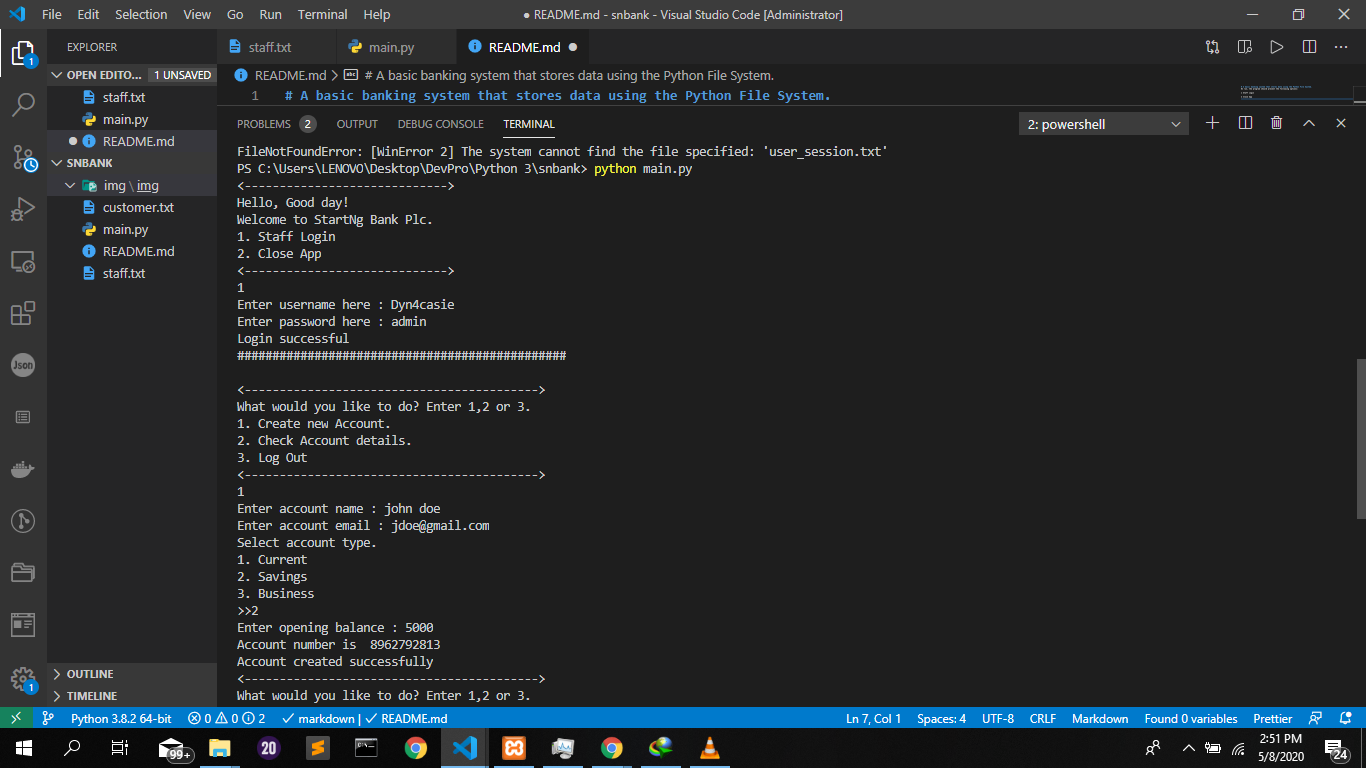 File Edit Selection View Go Run Terminal Help
● README.md - snbank - Visual Studio Code [Administrator]
EXPLORER
staff.txt
main.py
README.md
OPEN EDITO... 1 UNSAVED
staff.txt
main.py
README.md
SNBANK
img \ img
customer.txt
main.py
README.md
staff.txt
OUTLINE
TIMELINE
1
Json
1
README.md > # A basic banking system that stores data using the Python File System.
1 # A basic banking system that stores data using the Python File System.
PROBLEMS 2 OUTPUT DEBUG CONSOLE TERMINAL
2: powershell
FileNotFoundError: [WinError 2] The system cannot find the file specified: 'user_session.txt'
PS C:\Users\LENOVO\Desktop\DevPro\Python 3\snbank> python main.py
<----------------------------->
Hello, Good day!
Welcome to StartNg Bank Plc.
1. Staff Login
2. Close App
<----------------------------->
1
Enter username here : Dyn4casie
Enter password here : admin
Login successful
###############################################
<------------------------------------------>
What would you like to do? Enter 1,2 or 3.
1. Create new Account.
2. Check Account details.
3. Log Out
<------------------------------------------>
1
Enter account name : john doe
Enter account email : jdoe@gmail.com
Select account type.
1. Current
2. Savings
3. Business
>>2
Enter opening balance : 5000
Account number is  8962792813
Account created successfully
<------------------------------------------>
What would you like to do? Enter 1,2 or 3.
Python 3.8.2 64-bit 0 0 2 markdown | README.md
Ln 7, Col 1 Spaces: 4 UTF-8 CRLF Markdown Found 0 variables Prettier
99+
20
2:51 PM
5/8/2020
24